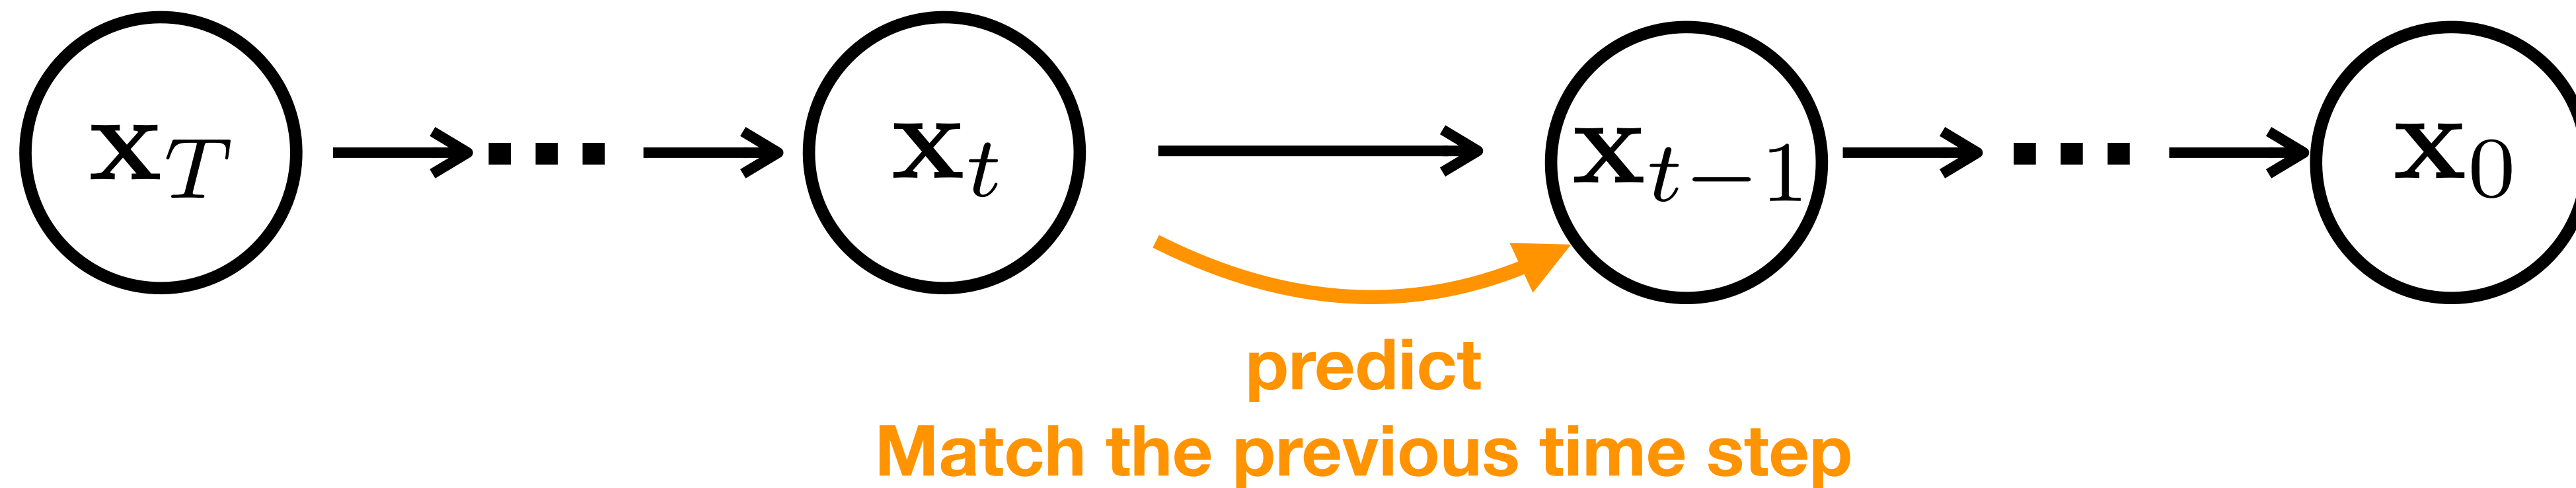 x_T ... x_t x_{t-1} ... x_0
predict
Match the previous time step